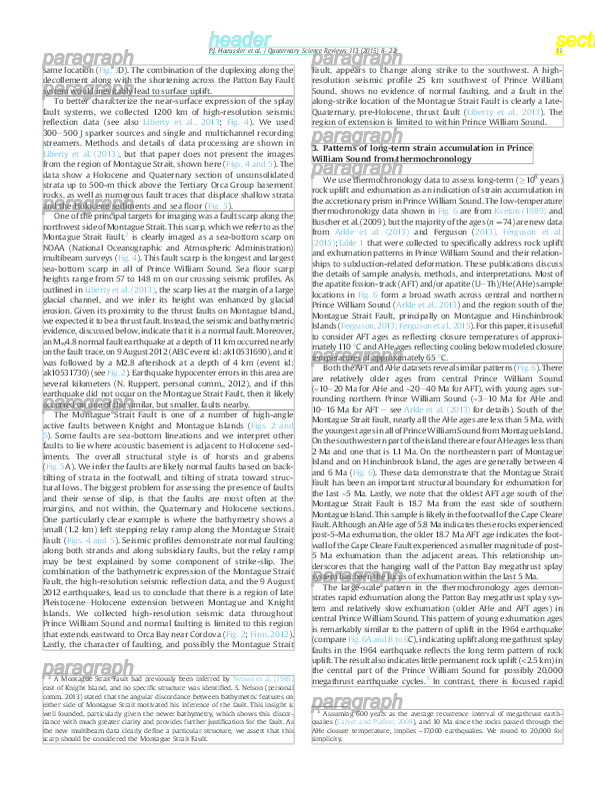 header
P.J. Haeussler et al. / Quaternary Science Reviews 113 (2015) 8–22
11
secti
paragraph
same location (Fig. 3D). The combination of the duplexing along the
décollement along with the shortening across the Patton Bay Fault
system would inevitably lead to surface uplift.
paragraph
To better characterize the near-surface expression of the splay
fault systems, we collected 1200 km of high-resolution seismic
reflection data (see also Liberty et al., 2013; Fig. 4). We used
300–500 J sparker sources and single and multichannel recording
streamers. Methods and details of data processing are shown in
Liberty et al. (2013), but that paper does not present the images
from the region of Montague Strait, shown here (Figs. 4 and 5). The
data show a Holocene and Quaternary section of unconsolidated
strata up to 500-m thick above the Tertiary Orca Group basement
rocks, as well as numerous fault traces that displace shallow strata
and the Holocene sediments and sea floor (Fig. 5).
paragraph
One of the principal targets for imaging was a fault scarp along the
northwest side of Montague Strait. This scarp, which we refer to as the
Montague Strait Fault,2 is clearly imaged as a sea-bottom scarp on
NOAA (National Oceanographic and Atmospheric Administration)
multibeam surveys (Fig. 4). This fault scarp is the longest and largest
sea-bottom scarp in all of Prince William Sound. Sea floor scarp
heights range from 57 to 148 m on our crossing seismic profiles. As
outlined in Liberty et al. (2013), the scarp lies at the margin of a large
glacial channel, and we infer its height was enhanced by glacial
erosion. Given its proximity to the thrust faults on Montague Island,
we expected it to be a thrust fault. Instead, the seismic and bathymetric
evidence, discussed below, indicate that it is a normal fault. Moreover,
an Mw4.8 normal fault earthquake at a depth of 11 km occurred nearly
on the fault trace, on 9 August 2012 (ABC event id: ak10531690), and it
was followed by a M2.8 aftershock at a depth of 4 km (event id:
ak10531730) (see Fig. 2). Earthquake hypocenter errors in this area are
several kilometers (N. Ruppert, personal comm., 2012), and if this
earthquake did not occur on the Montague Strait Fault, then it likely
occurred on one of the similar, but smaller, faults nearby.
paragraph
The Montague Strait Fault is one of a number of high-angle
active faults between Knight and Montague Islands (Figs. 2 and
5). Some faults are sea-bottom lineations and we interpret other
faults to lie where acoustic basement is adjacent to Holocene sed-
iments. The overall structural style is of horsts and grabens
(Fig. 5A). We infer the faults are likely normal faults based on back-
tilting of strata in the footwall, and tilting of strata toward struc-
tural lows. The biggest problem for assessing the presence of faults
and their sense of slip, is that the faults are most often at the
margins, and not within, the Quaternary and Holocene sections.
One particularly clear example is where the bathymetry shows a
small (1.2 km) left stepping relay ramp along the Montague Strait
Fault (Figs. 4 and 5). Seismic profiles demonstrate normal faulting
along both strands and along subsidiary faults, but the relay ramp
may be best explained by some component of strike-slip. The
combination of the bathymetric expression of the Montague Strait
Fault, the high-resolution seismic reflection data, and the 9 August
2012 earthquakes, lead us to conclude that there is a region of late
Pleistocene–Holocene extension between Montague and Knight
Islands. We collected high-resolution seismic data throughout
Prince William Sound and normal faulting is limited to this region
that extends eastward to Orca Bay near Cordova (Fig. 2; Finn, 2012).
Lastly, the character of faulting, and possibly the Montague Strait
paragraph
2 A Montague Strait Fault had previously been inferred by Nelson et al. (1985)
east of Knight Island, and no specific structure was identified. S. Nelson (personal
comm. 2013) stated that the angular discordance between bathymetric features on
either side of Montague Strait motivated his inference of the fault. This insight is
well founded, particularly given the newer bathymetry, which shows this discor-
dance with much greater clarity and provides further justification for the fault. As
the new multibeam data clearly define a particular structure, we assert that this
scarp should be considered the Montague Strait Fault.
paragraph
Fault, appears to change along strike to the southwest. A high-
resolution seismic profile 25 km southwest of Prince William
Sound, shows no evidence of normal faulting, and a fault in the
along-strike location of the Montague Strait Fault is clearly a late-
Quaternary, pre-Holocene, thrust fault (Liberty et al., 2013). The
region of extension is limited to within Prince William Sound.
paragraph
3. Patterns of long-term strain accumulation in Prince
William Sound from thermochronology
paragraph
We use thermochronology data to assess long-term (≥10⁶ years)
rock uplift and exhumation as an indication of strain accumulation in
the accretionary prism in Prince William Sound. The low-temperature
thermochronology data shown in Fig. 6 are from Kveton (1989) and
Buscher et al. (2009), but the majority of the ages (n = 74) are new data
from Arkle et al. (2013) and Ferguson (2013), Ferguson et al.
(2015);Table 1 that were collected to specifically address rock uplift
and exhumation patterns in Prince William Sound and their relation-
ships to subduction-related deformation. These publications discuss
the details of sample analysis, methods, and interpretations. Most of
the apatite fission-track (AFT) and/or apatite (U–Th)/He (AHe) sample
locations in Fig. 6 form a broad swath across central and northern
Prince William Sound (Arkle et al., 2013) and the region south of the
Montague Strait Fault, principally on Montague and Hinchinbrook
Islands (Ferguson, 2013; Ferguson et al., 2015). For this paper, it is useful
to consider AFT ages as reflecting closure temperatures of approxi-
mately 110 °C and AHe ages reflecting cooling below modeled closure
temperatures of approximately 65 °C.
paragraph
Both the AFT and AHe datasets reveal similar patterns (Fig. 6). There
are relatively older ages from central Prince William Sound
(~10–20 Ma for AHe and ~20–40 Ma for AFT), with young ages sur-
rounding northern Prince William Sound (~3–10 Ma for AHe and
10–16 Ma for AFT – see Arkle et al. (2013) for details). South of the
Montague Strait Fault, nearly all the AHe ages are less than 5 Ma, with
the youngest ages in all of Prince William Sound from Montague Island.
On the southwestern part of the island there are four AHe ages less than
2 Ma and one that is 1.1 Ma. On the northeastern part of Montague
Island and on Hinchinbrook Island, the ages are generally between 4
and 6 Ma (Fig. 6). These data demonstrate that the Montague Strait
Fault has been an important structural boundary for exhumation for
the last ~5 Ma. Lastly, we note that the oldest AFT age south of the
Montague Strait Fault is 18.7 Ma from the east side of southern
Montague Island. This sample is likely in the footwall of the Cape Cleare
Fault. Although an AHe age of 5.8 Ma indicates these rocks experienced
post-5-Ma exhumation, the older 18.7 Ma AFT age indicates the foot-
wall of the Cape Cleare Fault experienced a smaller magnitude of post-
5 Ma exhumation than the adjacent areas. This relationship un-
derscores that the hanging wall of the Patton Bay megathrust splay
system has been the focus of exhumation within the last 5 Ma.
paragraph
The large-scale pattern in the thermochronology ages demon-
strates rapid exhumation along the Patton Bay megathrust splay sys-
tem and relatively slow exhumation (older AHe and AFT ages) in
central Prince William Sound. This pattern of young exhumation ages
is remarkably similar to the pattern of uplift in the 1964 earthquake
(compare Fig. 6A and B to 6C), indicating uplift along megathrust splay
faults in the 1964 earthquake reflects the long term pattern of rock
uplift. The result also indicates little permanent rock uplift (<2.5 km) in
the central part of the Prince William Sound for possibly 20,000
megathrust earthquake cycles.3 In contrast, there is focused rapid
paragraph
3 Assuming 600 years as the average recurrence interval of megathrust earth-
quakes (Carver and Plafker, 2008), and 10 Ma since the rocks passed through the
AHe closure temperature, implies ~17,000 earthquakes. We round to 20,000 for
simplicity.